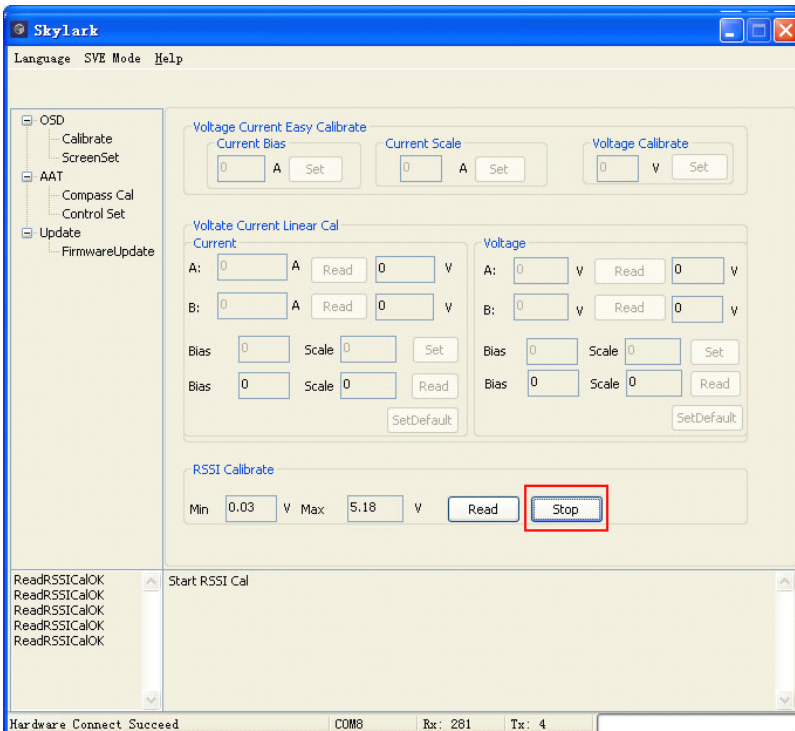 Skylark
Language SVE Mode Help
OSD
Calibrate
ScreenSet
AAT
Compass Cal
Control Set
Update
FirmwareUpdate
Voltage Current Easy Calibrate
Current Bias
0 A Set
Current Scale
0 A Set
Voltage Calibrate
0 V Set
Voltate Current Linear Cal
Current
A: 0 A Read 0 V
B: 0 A Read 0 V
Bias 0 Scale 0 Set
Bias 0 Scale 0 Read
SetDefault
Voltage
A: 0 V Read 0 V
B: 0 V Read 0 V
Bias 0 Scale 0 Set
Bias 0 Scale 0 Read
SetDefault
RSSI Calibrate
Min 0.03 V Max 5.18 V Read Stop
ReadRSSICalOK
ReadRSSICalOK
ReadRSSICalOK
ReadRSSICalOK
ReadRSSICalOK
Start RSSI Cal
Hardware Connect Succeed COM8 Rx: 281 Tx: 4